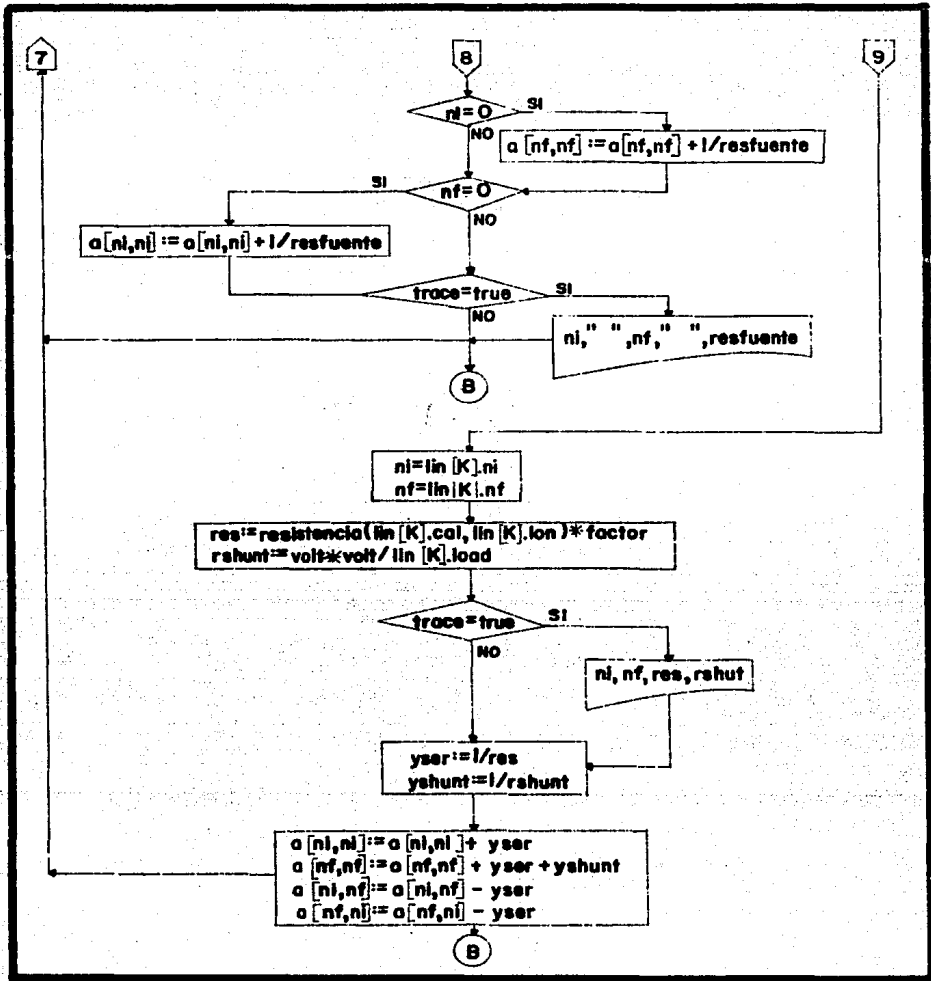 7
8
9
ni=0
SI
NO
a[nf,nf]:=a[nf,nf]+1/resfuente
SI
nf=0
NO
a[ni,ni]:=a[ni,ni]+1/resfuente
trace=true
SI
NO
ni," ",nf," ",resfuente
B
ni=lin[K].ni
nf=lin[K].nf
res:=resistencia(lin[K].cal,lin[K].lon)*factor
rshunt:=volt*volt/lin[K].load
trace=true
SI
NO
ni,nf,res,rshut
yser:=1/res
yshunt:=1/rshunt
a[ni,ni]:=a[ni,ni]+ yser
a[nf,nf]:=a[nf,nf]+ yser+yshunt
a[ni,nf]:=a[ni,nf]- yser
a[nf,ni]:=a[nf,ni]- yser
B